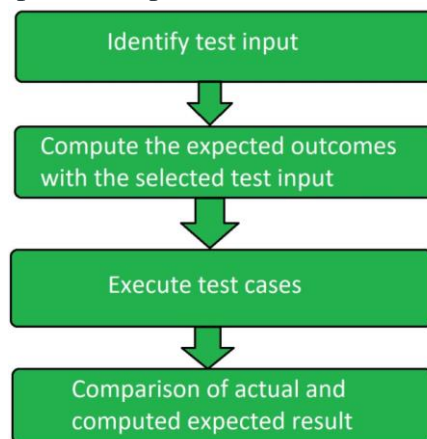 Identify test input
Compute the expected outcomes
with the selected test input
Execute test cases
Comparison of actual and
computed expected result